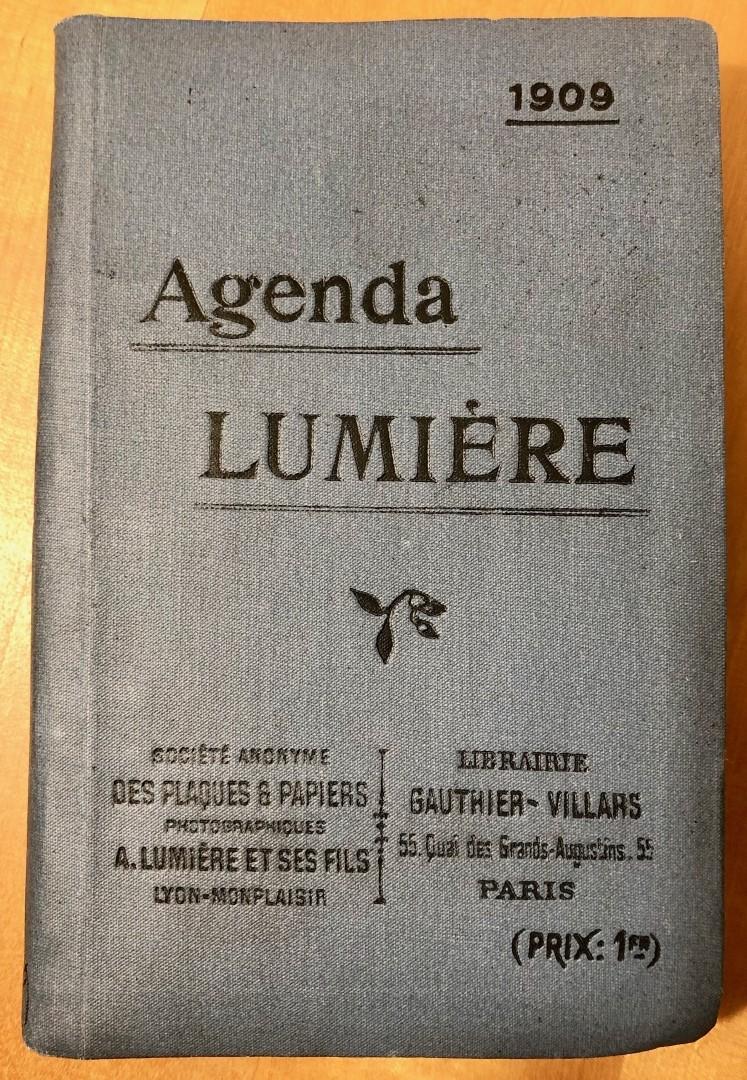 1909
Agenda
LUMIÈRE
SOCIÉTÉ ANONYME
DES PLAQUES & PAPIERS
PHOTOGRAPHIQUES
A. LUMIÈRE ET SES FILS
LYON-MONPLAISIR
LIBRAIRIE
GAUTHIER-VILLARS
55, Quai des Grands-Augustins, 55
PARIS
(PRIX: 1FR)